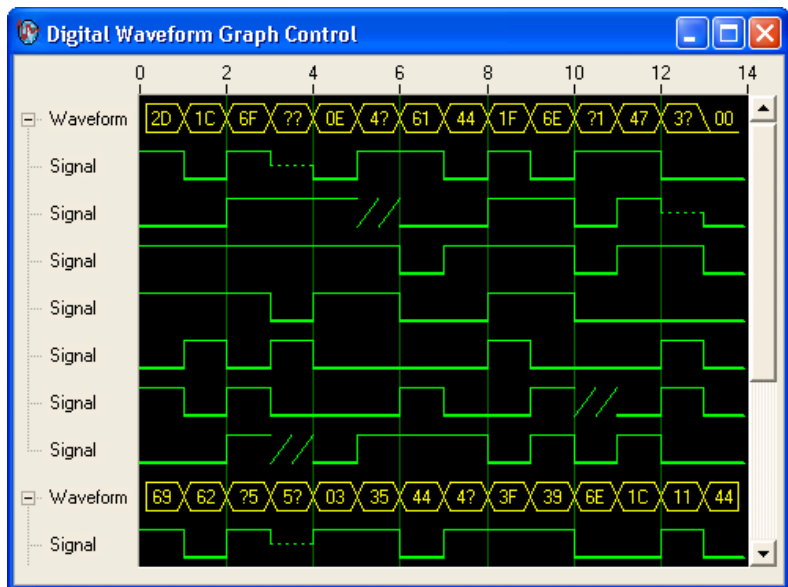 Digital Waveform Graph Control
0 2 4 6 8 10 12 14
Waveform 2D 1C 6F ?? 0E 4? 61 44 1F 6E ?1 47 3? 00
Signal
Signal
Signal
Signal
Signal
Signal
Signal
Waveform 69 62 ?5 5? 03 35 44 4? 3F 39 6E 1C 11 44
Signal